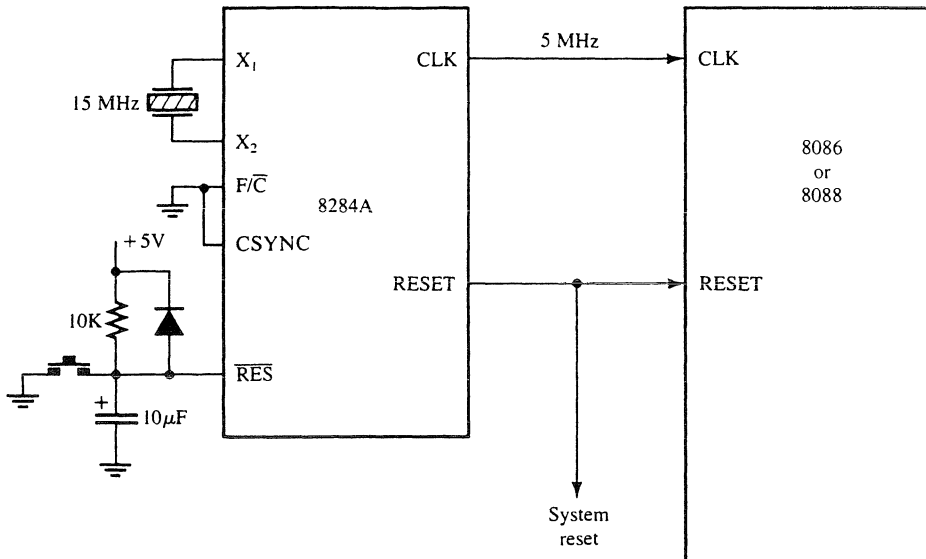 X₁
CLK
5 MHz
CLK
15 MHz
X₂
8086
or
8088
F/C̅
8284A
CSYNC
+5V
RESET
RESET
10K
R̅E̅S̅
+
10μF
System
reset